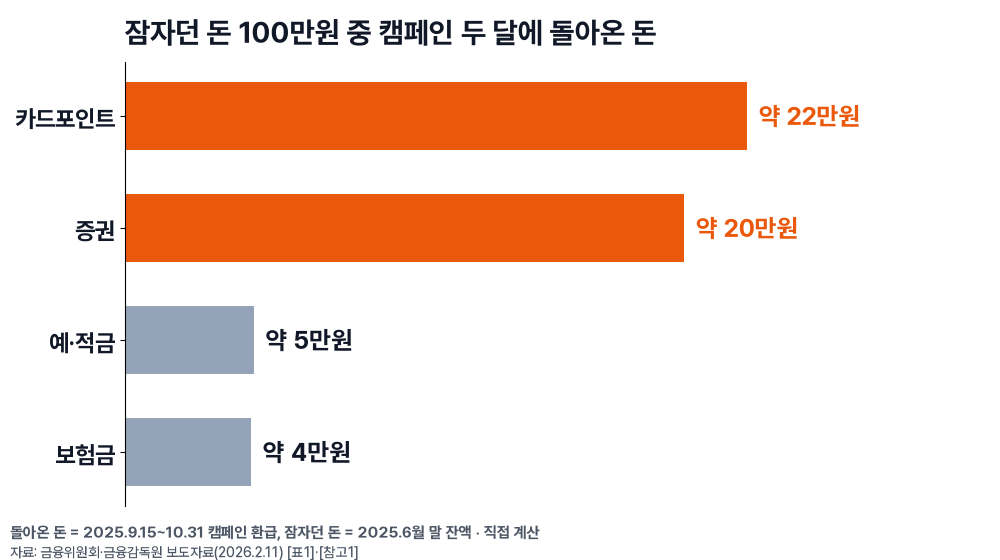 잠자던 돈 100만원 중 캠페인 두 달에 돌아온 돈
카드포인트
약 22만원
증권
약 20만원
예·적금
약 5만원
보험금
약 4만원
돌아온 돈 = 2025.9.15~10.31 캠페인 환급, 잠자던 돈 = 2025.6월 말 잔액 · 직접 계산
자료: 금융위원회·금융감독원 보도자료(2026.2.11) [표1]·[참고1]